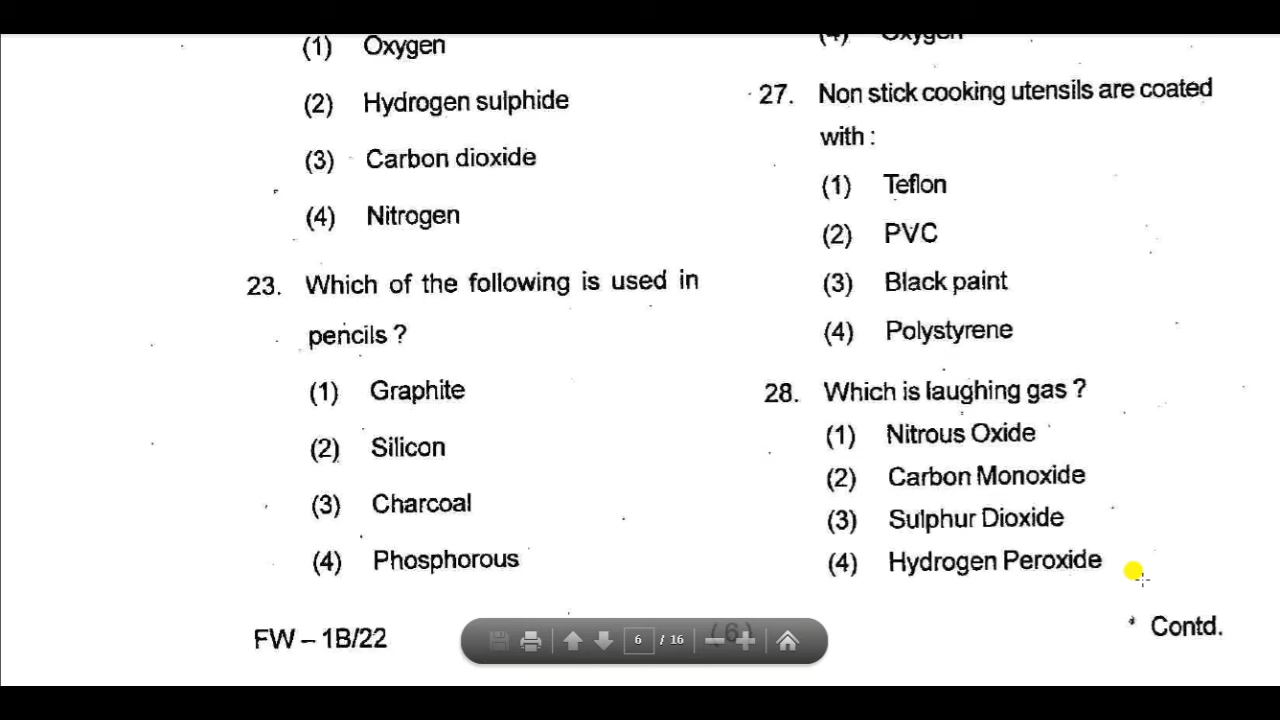 (1) Oxygen
(2) Hydrogen sulphide
(3) Carbon dioxide
(4) Nitrogen
23. Which of the following is used in
pencils ?
(1) Graphite
(2) Silicon
(3) Charcoal
(4) Phosphorous
FW – 1B/22
(4) Oxygen
27. Non stick cooking utensils are coated
with :
(1) Teflon
(2) PVC
(3) Black paint
(4) Polystyrene
28. Which is laughing gas ?
(1) Nitrous Oxide
(2) Carbon Monoxide
(3) Sulphur Dioxide
(4) Hydrogen Peroxide
(6)
* Contd.
6 / 16